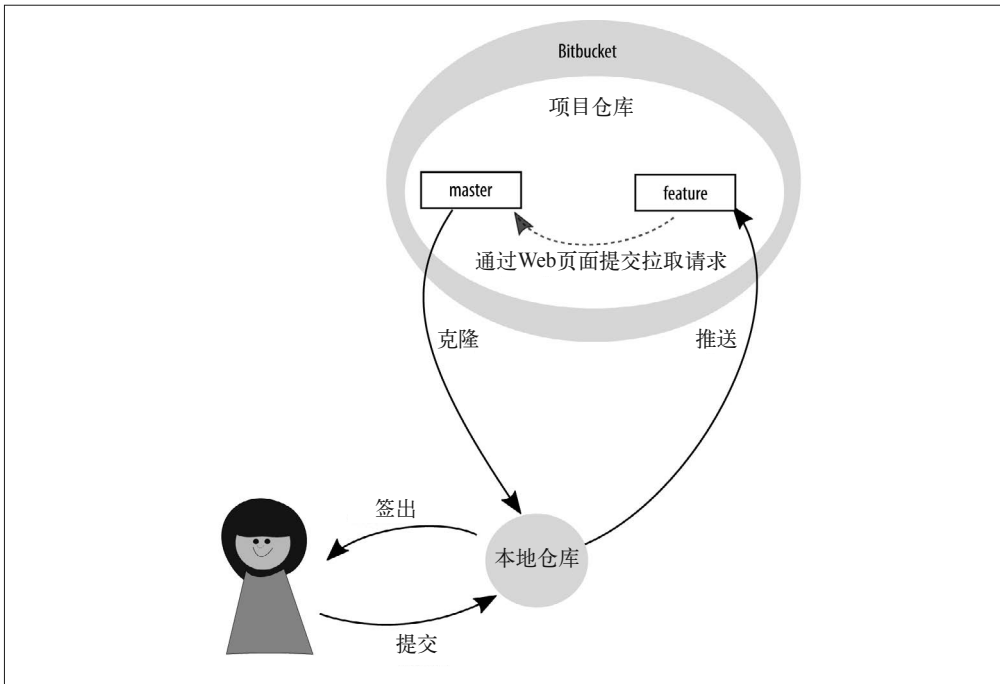 Bitbucket
项目仓库
master
feature
通过Web页面提交拉取请求
克隆
推送
签出
本地仓库
提交